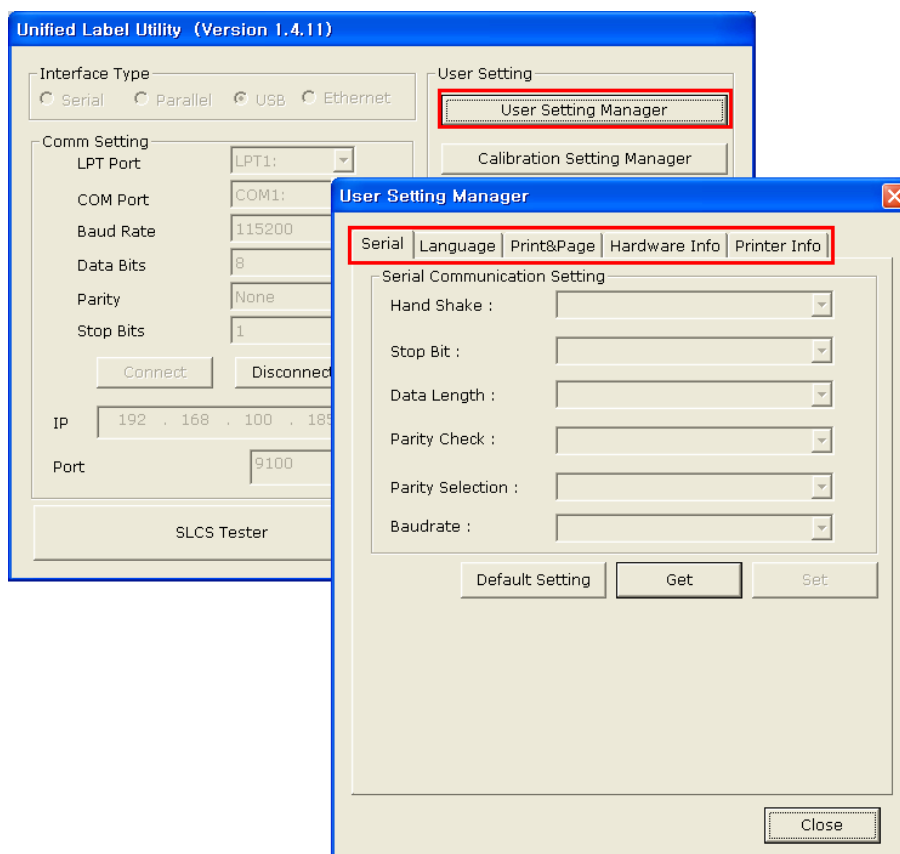 Unified Label Utility (Version 1.4.11)
Interface Type
Serial Parallel USB Ethernet
User Setting
User Setting Manager
Calibration Setting Manager
Comm Setting
LPT Port LPT1:
COM Port COM1:
Baud Rate 115200
Data Bits 8
Parity None
Stop Bits 1
Connect Disconnect
IP 192 . 168 . 100 . 185
Port 9100
SLCS Tester
User Setting Manager
Serial Language Print&Page Hardware Info Printer Info
Serial Communication Setting
Hand Shake :
Stop Bit :
Data Length :
Parity Check :
Parity Selection :
Baudrate :
Default Setting Get Set
Close